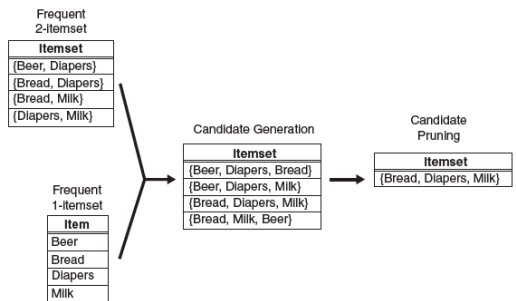 Frequent
2-itemset
Itemset
{Beer, Diapers}
{Bread, Diapers}
{Bread, Milk}
{Diapers, Milk}
Frequent
1-itemset
Item
Beer
Bread
Diapers
Milk
Candidate Generation
Itemset
{Beer, Diapers, Bread}
{Beer, Diapers, Milk}
{Bread, Diapers, Milk}
{Bread, Milk, Beer}
Candidate
Pruning
Itemset
{Bread, Diapers, Milk}